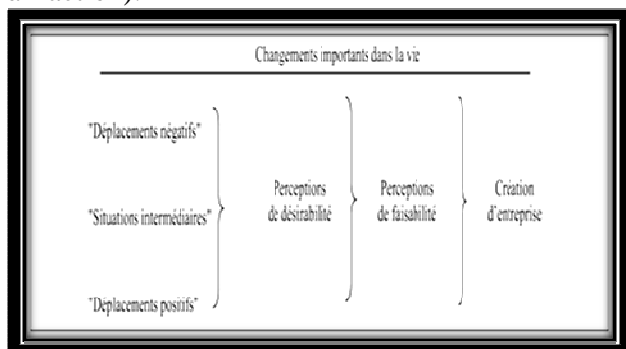 Changements importants dans la vie
"Déplacements négatifs"
"Situations intermédiaires"
"Déplacements positifs"
Perceptions
de désirabilité
Perceptions
de faisabilité
Création
d'entreprise